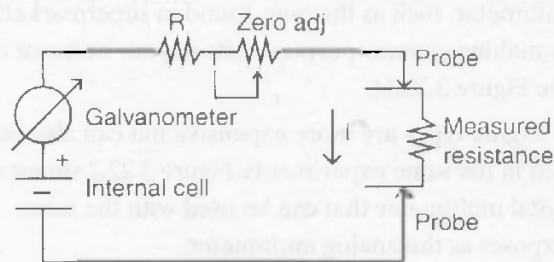 R Zero adj
Probe
Galvanometer
Measured
resistance
+
Internal cell
Probe